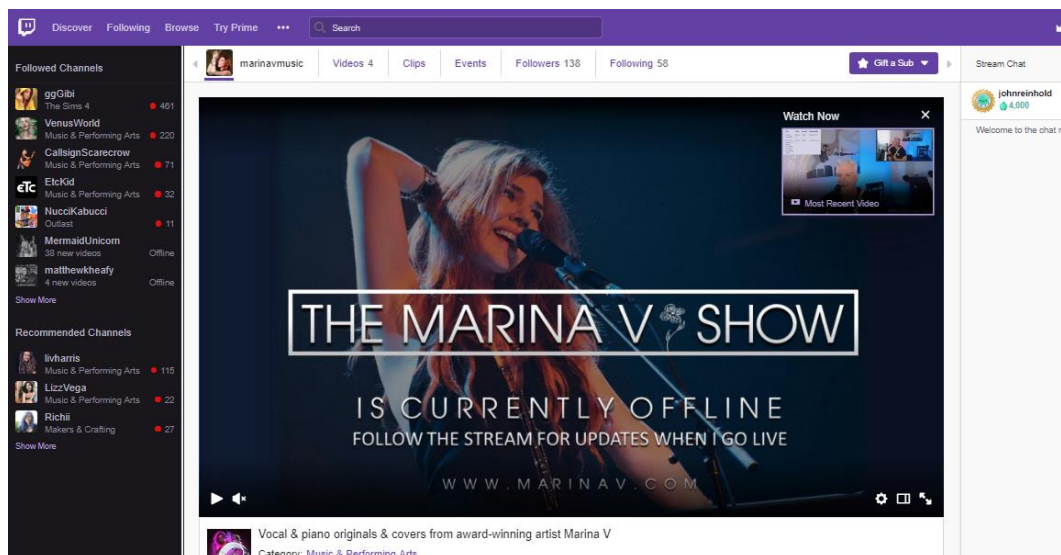 Discover Following Browse Try Prime ••• Search
Followed Channels
ggGibi
The Sims 4 461
VenusWorld
Music & Performing Arts 220
CallsignScarecrow
Music & Performing Arts 71
EtcKid
Music & Performing Arts 32
NucciKabucci
Outlast 11
MermaidUnicorn
38 new videos Offline
matthewkheafy
4 new videos Offline
Show More
Recommended Channels
livharris
Music & Performing Arts 115
LizzVega
Music & Performing Arts 22
Richii
Makers & Crafting 27
Show More
marinavmusic Videos 4 Clips Events Followers 138 Following 58 Gift a Sub
Watch Now
Most Recent Video
THE MARINA V SHOW
IS CURRENTLY OFFLINE
FOLLOW THE STREAM FOR UPDATES WHEN I GO LIVE
WWW.MARINAV.COM
Vocal & piano originals & covers from award-winning artist Marina V
Category: Music & Performing Arts
Stream Chat
johnreinhold
4,000
Welcome to the chat
ETC